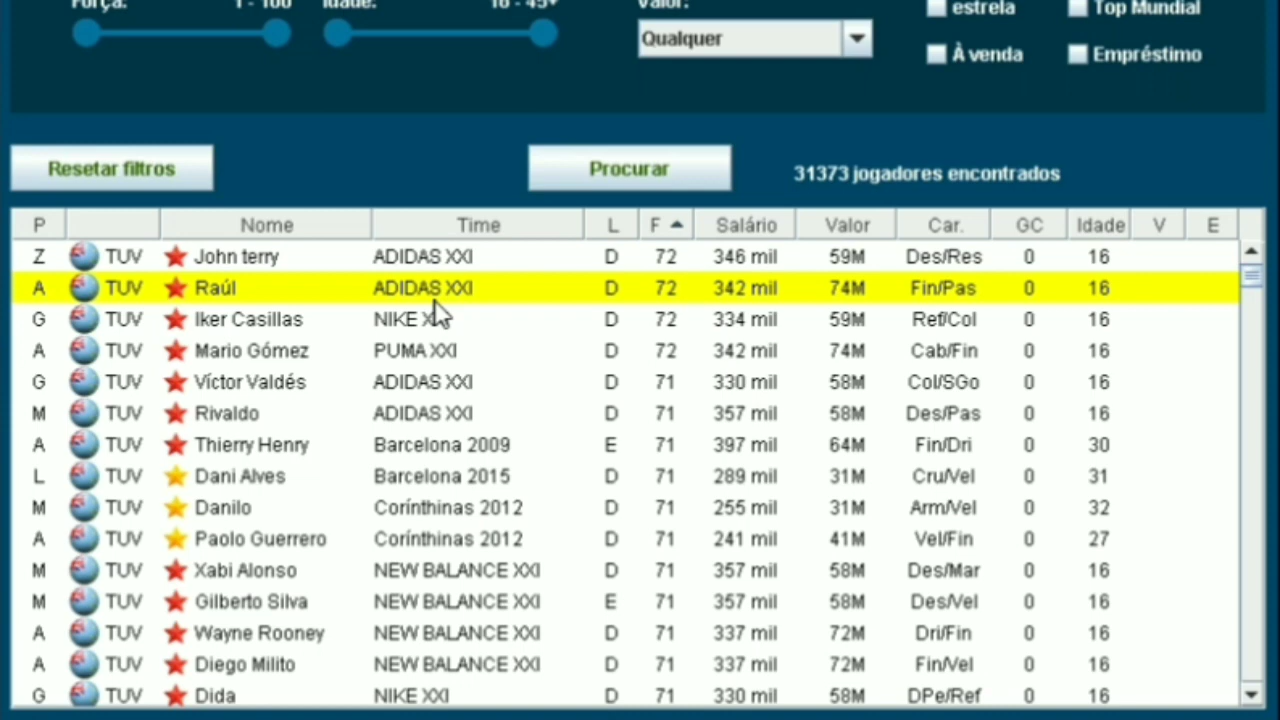 Força: 1 - 100 Idade: 16 - 45+ Valor: estrela Top Mundial
Qualquer À venda Empréstimo
Resetar filtros Procurar 31373 jogadores encontrados
P Nome Time L F Salário Valor Car. GC Idade V E
Z TUV John terry ADIDAS XXI D 72 346 mil 59M Des/Res 0 16
A TUV Raúl ADIDAS XXI D 72 342 mil 74M Fin/Pas 0 16
G TUV Iker Casillas NIKE XXI D 72 334 mil 59M Ref/Col 0 16
A TUV Mario Gómez PUMA XXI D 72 342 mil 74M Cab/Fin 0 16
G TUV Víctor Valdés ADIDAS XXI D 71 330 mil 58M Col/SGo 0 16
M TUV Rivaldo ADIDAS XXI D 71 357 mil 58M Des/Pas 0 16
A TUV Thierry Henry Barcelona 2009 E 71 397 mil 64M Fin/Dri 0 30
L TUV Dani Alves Barcelona 2015 D 71 289 mil 31M Cru/Vel 0 31
M TUV Danilo Corínthinas 2012 D 71 255 mil 31M Arm/Vel 0 32
A TUV Paolo Guerrero Corínthinas 2012 D 71 241 mil 41M Vel/Fin 0 27
M TUV Xabi Alonso NEW BALANCE XXI D 71 357 mil 58M Des/Mar 0 16
M TUV Gilberto Silva NEW BALANCE XXI E 71 357 mil 58M Des/Vel 0 16
A TUV Wayne Rooney NEW BALANCE XXI D 71 337 mil 72M Dri/Fin 0 16
A TUV Diego Milito NEW BALANCE XXI D 71 337 mil 72M Fin/Vel 0 16
G TUV Dida NIKE XXI D 71 330 mil 58M DPe/Ref 0 16